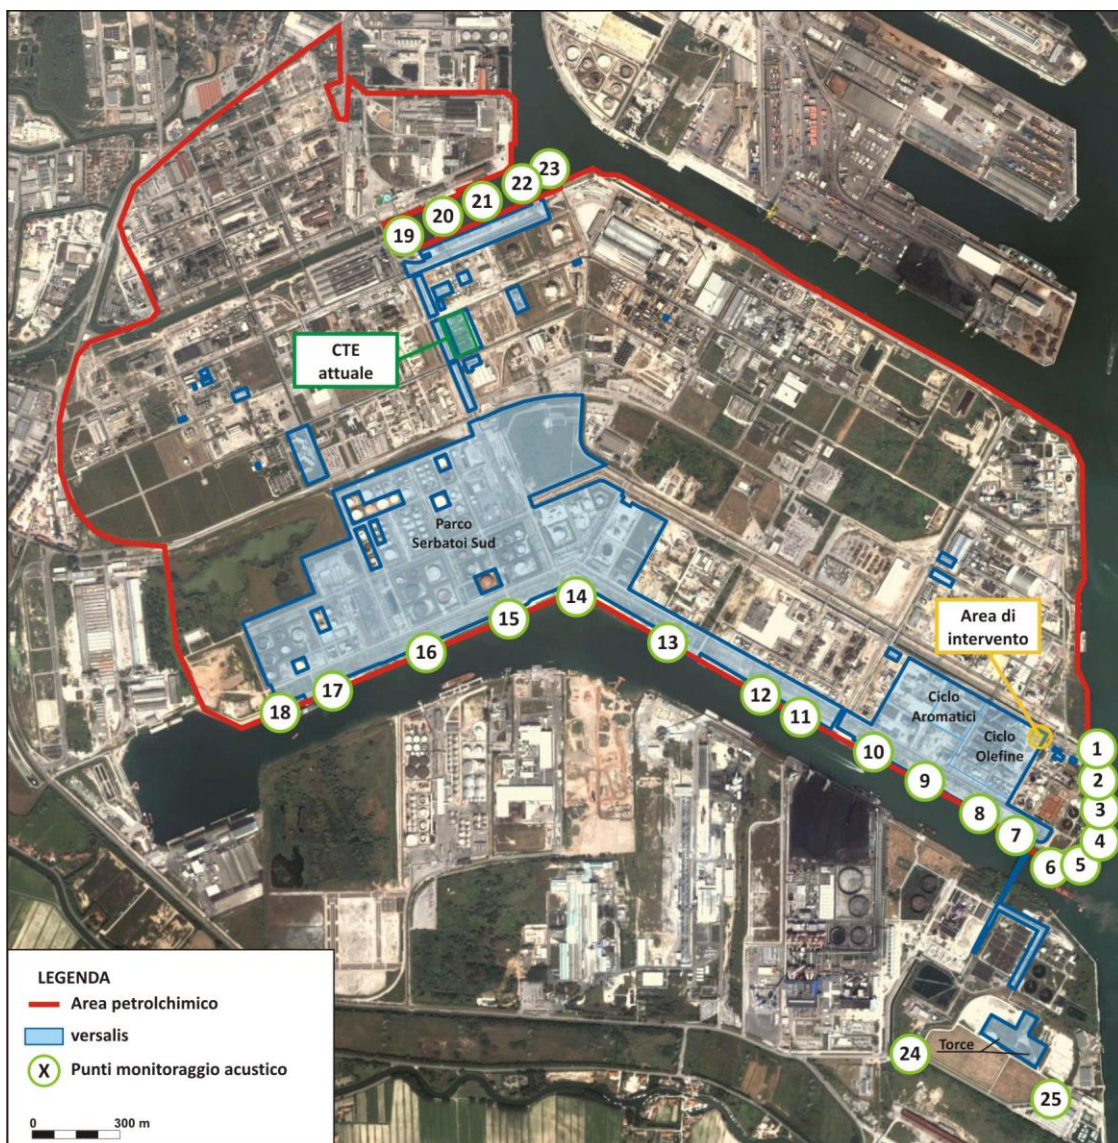 23
22
21
20
19
CTE
attuale
Parco
Serbatoi Sud
14
15
13
16
17
18
12
11
10
9
8
7
6
5
4
3
2
1
Area di
intervento
Ciclo
Aromatici
Ciclo
Olefine
24
Torce
25
LEGENDA
Area petrolchimico
versalis
X Punti monitoraggio acustico
0 300 m